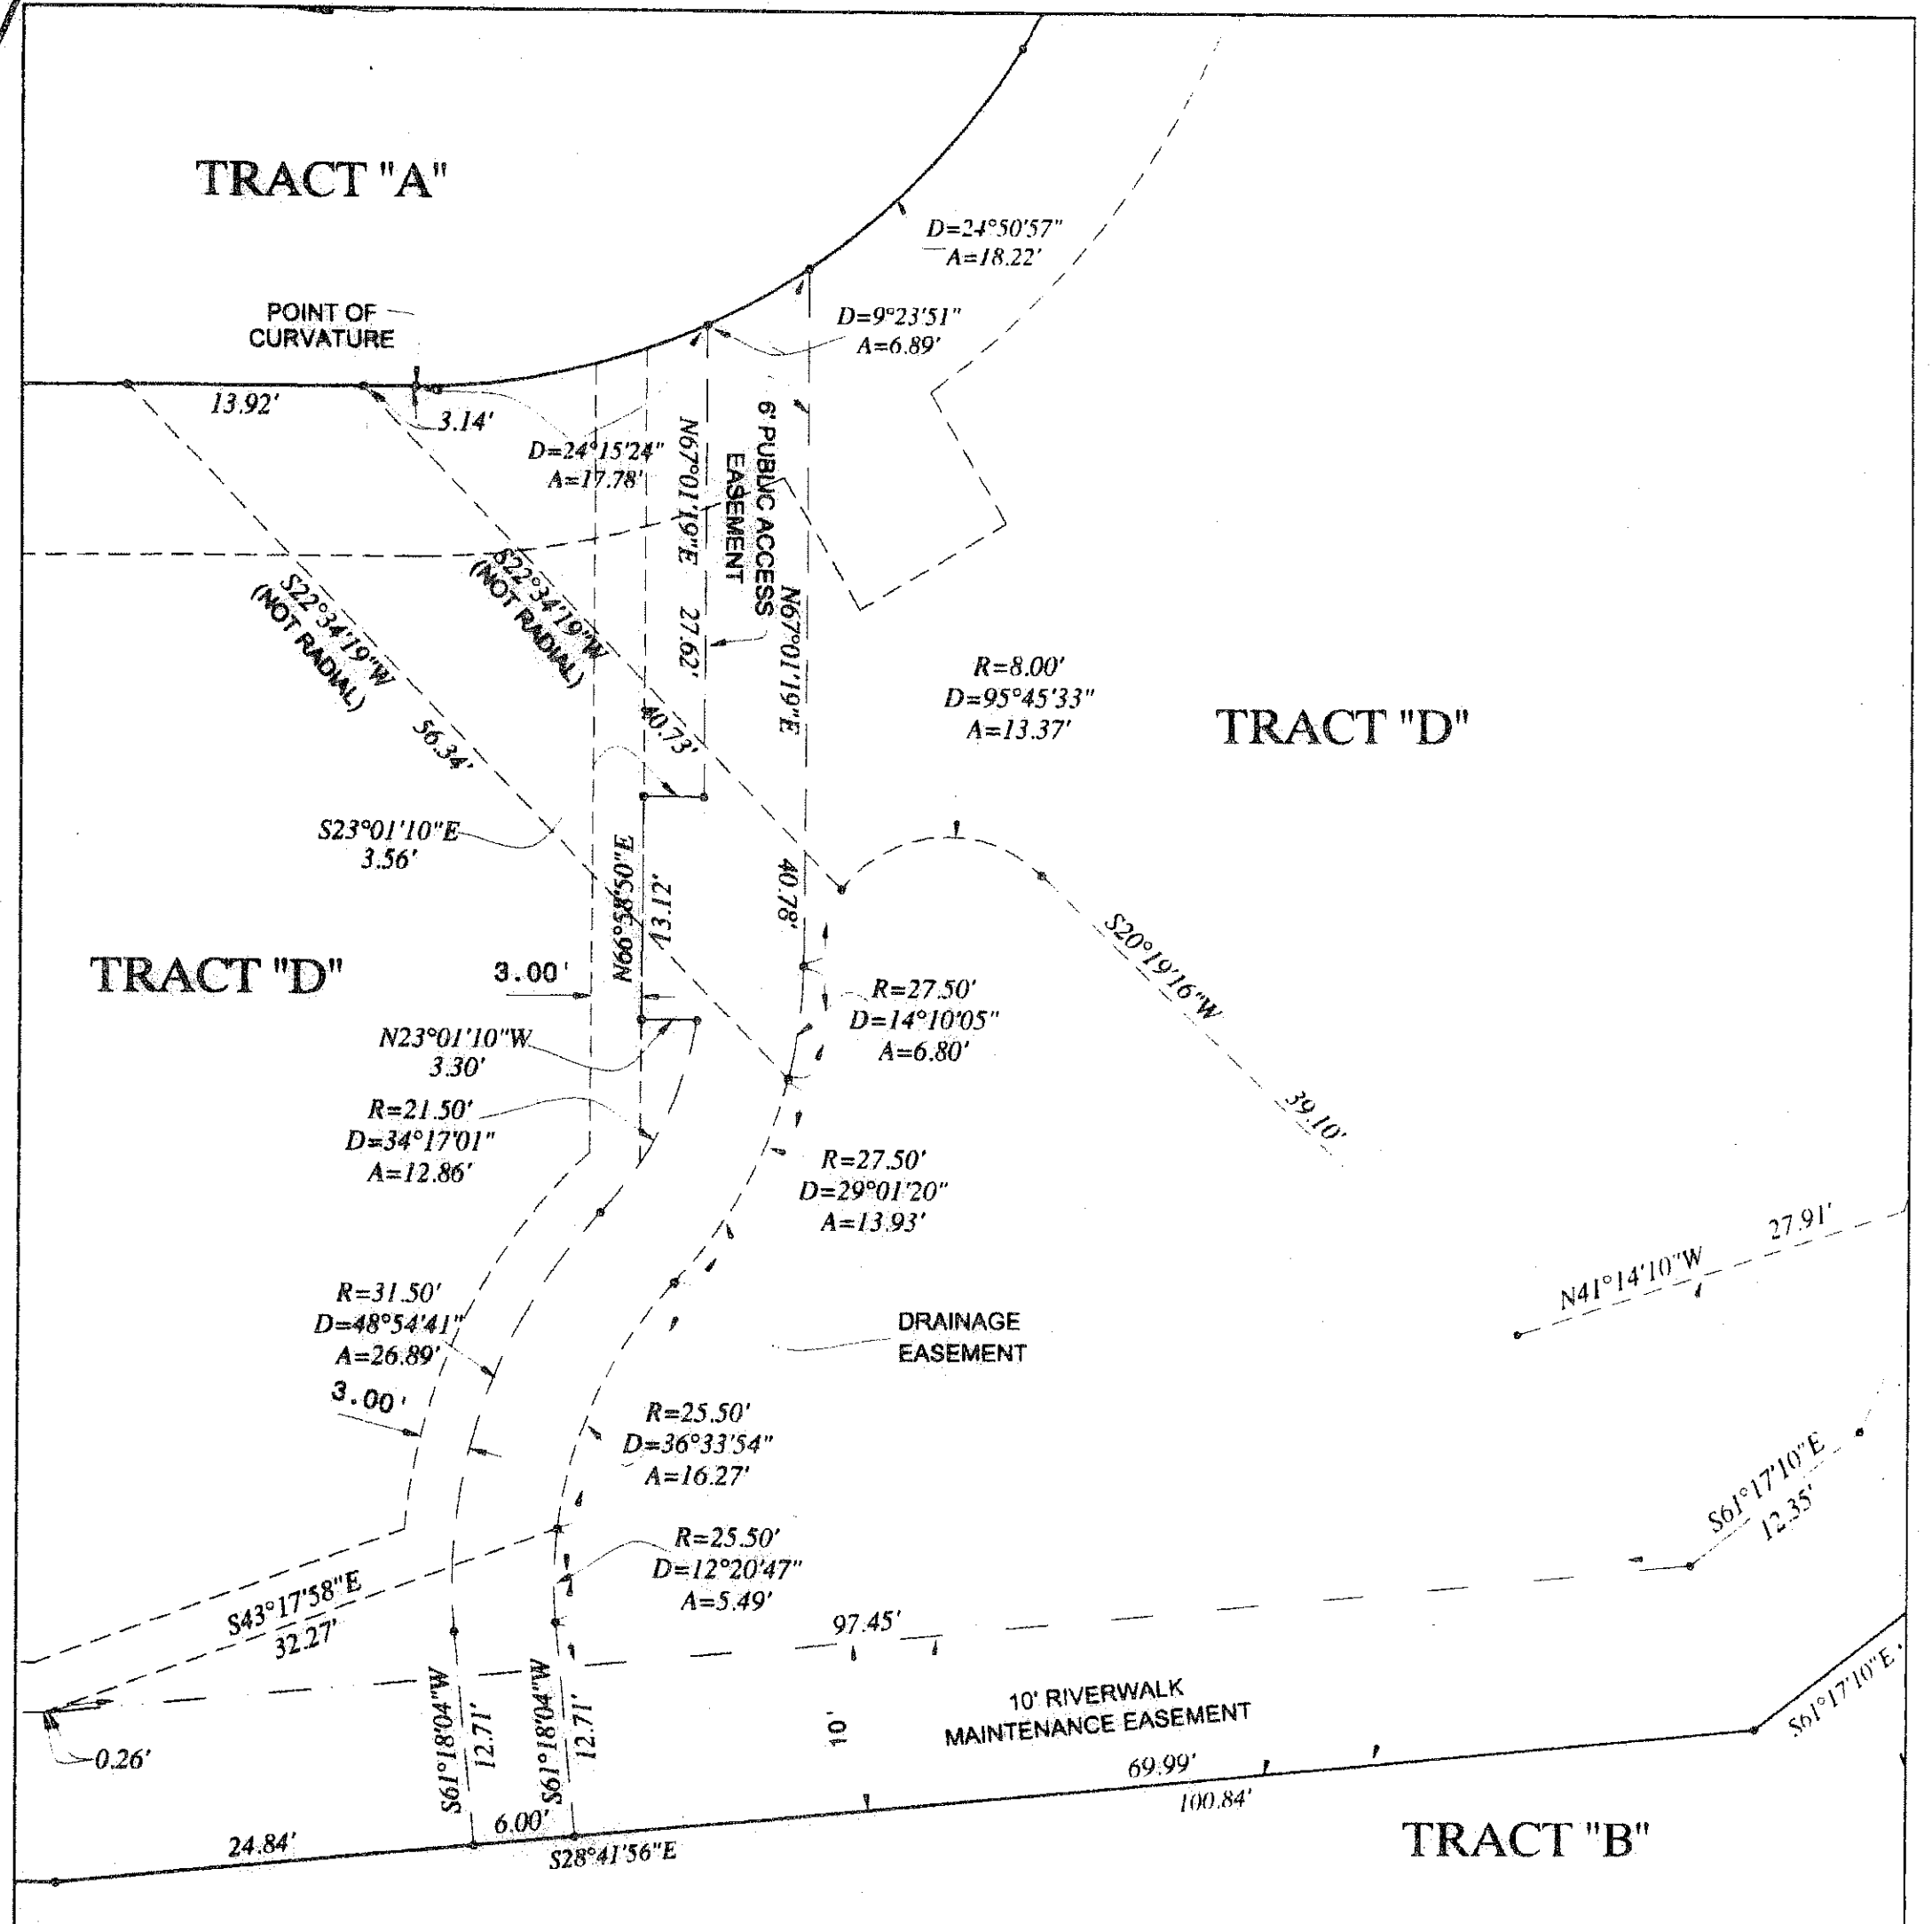 TRACT "A"
D=24°50'57"
A=18.22'
POINT OF
CURVATURE
D=9°23'51"
A=6.89'
13.92'
3.14'
D=24°15'24"
A=17.78'
N67°01'19"E 27.62'
6' PUBLIC ACCESS
EASEMENT
N67°01'19"E
40.78'
S22°34'19"W
(NOT RADIAL)
56.34'
S22°34'19"W
(NOT RADIAL)
40.73'
R=8.00'
D=95°45'33"
A=13.37'
TRACT "D"
S23°01'10"E
3.56'
N66°58'50"E
13.12'
TRACT "D"
3.00'
S20°19'16"W
39.10'
R=27.50'
D=14°10'05"
A=6.80'
N23°01'10"W
3.30'
R=21.50'
D=34°17'01"
A=12.86'
R=27.50'
D=29°01'20"
A=13.93'
27.91'
N41°14'10"W
R=31.50'
D=48°54'41"
A=26.89'
3.00'
DRAINAGE
EASEMENT
R=25.50'
D=36°33'54"
A=16.27'
S61°17'10"E
12.35'
R=25.50'
D=12°20'47"
A=5.49'
S43°17'58"E
32.27'
97.45'
S61°18'04"W
12.71'
S61°18'04"W
12.71'
10'
10' RIVERWALK
MAINTENANCE EASEMENT
S61°17'10"E
0.26'
69.99'
100.84'
24.84'
6.00'
S28°41'56"E
TRACT "B"